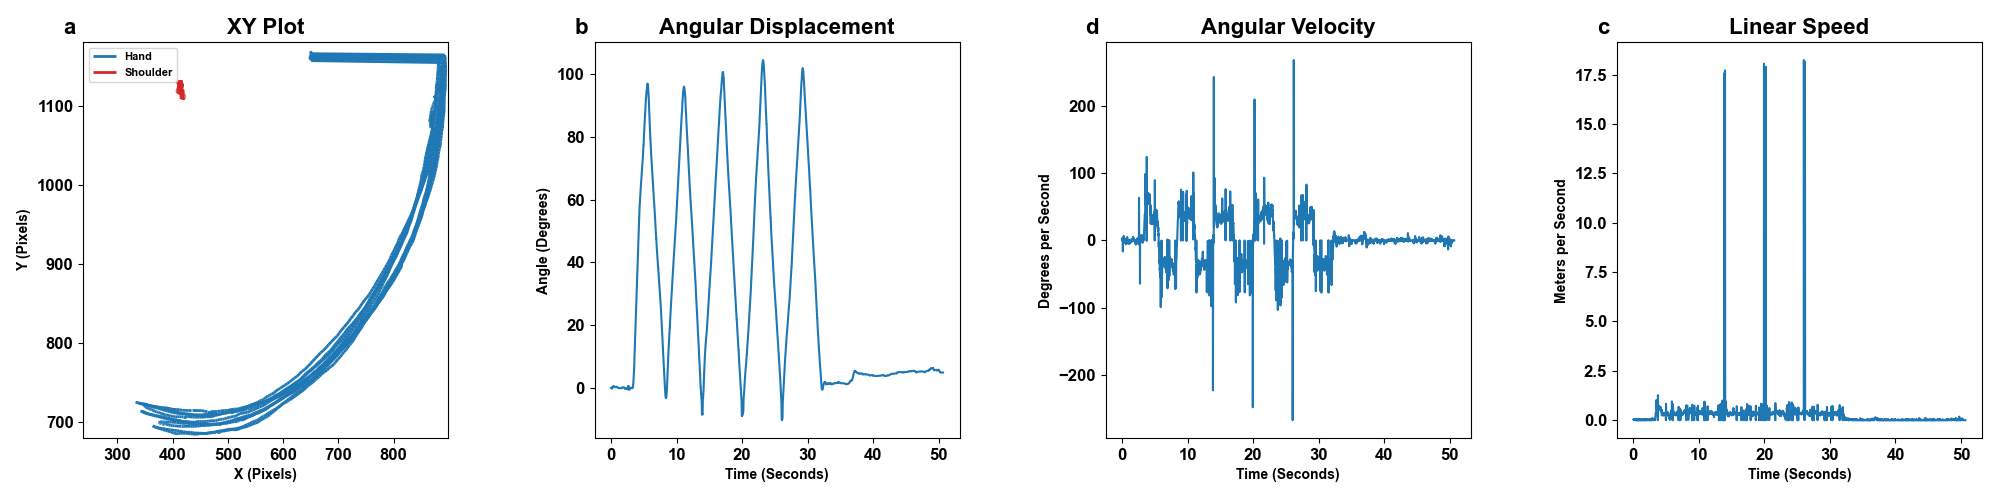 a
XY Plot
Hand
Shoulder
1100
1000
900
800
700
Y (Pixels)
300 400 500 600 700 800
X (Pixels)
b
Angular Displacement
100
80
60
40
20
0
Angle (Degrees)
0 10 20 30 40 50
Time (Seconds)
d
Angular Velocity
200
100
0
−100
−200
Degrees per Second
0 10 20 30 40 50
Time (Seconds)
c
Linear Speed
17.5
15.0
12.5
10.0
7.5
5.0
2.5
0.0
Meters per Second
0 10 20 30 40 50
Time (Seconds)